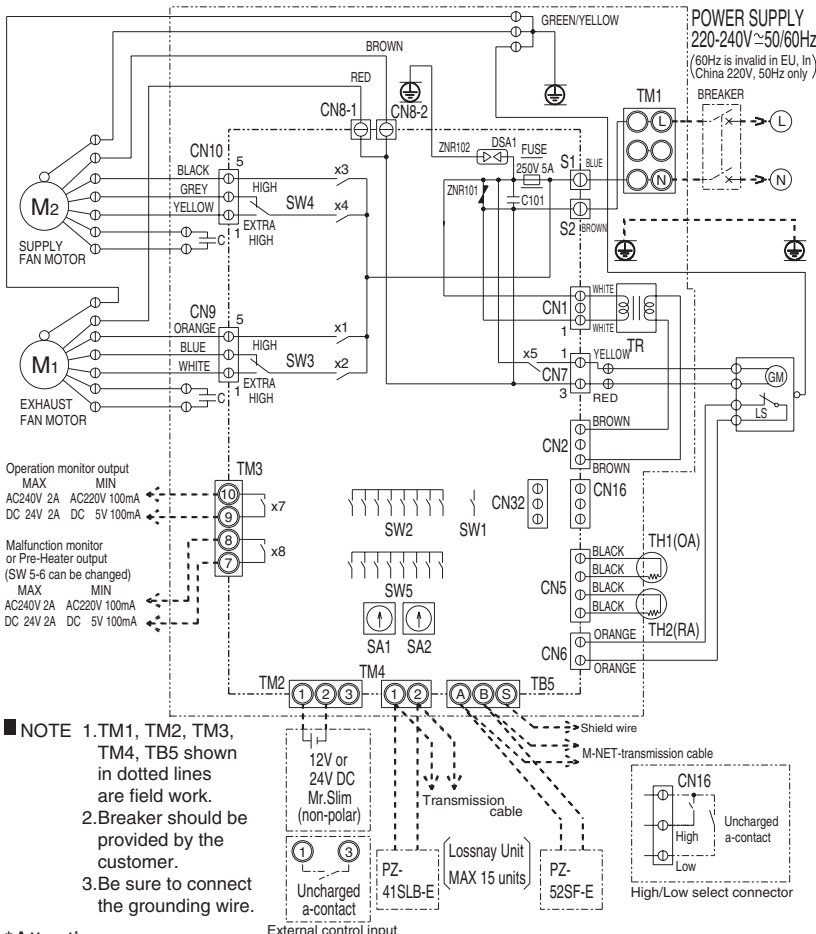 GREEN/YELLOW
POWER SUPPLY
220-240V~50/60Hz
(60Hz is invalid in EU, In
China 220V, 50Hz only)
BROWN
RED
BREAKER
CN8-1
CN8-2
TM1
L
L
N
N
ZNR102
DSA1
FUSE
250V 5A
ZNR101
C101
S1
BLUE
S2
BROWN
CN10
5
BLACK
GREY
YELLOW
1
HIGH
EXTRA
HIGH
SW4
x3
x4
M2
C
SUPPLY
FAN MOTOR
CN9
5
ORANGE
BLUE
WHITE
1
HIGH
EXTRA
HIGH
SW3
x1
x2
M1
C
EXHAUST
FAN MOTOR
WHITE
CN1
1
WHITE
TR
x5
1
YELLOW
CN7
3
RED
GM
LS
BROWN
CN2
BROWN
Operation monitor output
MAX MIN
AC240V 2A AC220V 100mA
DC 24V 2A DC 5V 100mA
Malfunction monitor
or Pre-Heater output
(SW 5-6 can be changed)
MAX MIN
AC240V 2A AC220V 100mA
DC 24V 2A DC 5V 100mA
TM3
10
9
8
7
x7
x8
SW2
SW1
SW5
SA1
SA2
CN32
CN16
BLACK
BLACK
BLACK
BLACK
CN5
TH1(OA)
TH2(RA)
ORANGE
CN6
ORANGE
TM2
1 2 3
TM4
1 2
A B S
TB5
Shield wire
M-NET-transmission cable
Transmission
cable
■ NOTE 1.TM1, TM2, TM3,
TM4, TB5 shown
in dotted lines
are field work.
2.Breaker should be
provided by the
customer.
3.Be sure to connect
the grounding wire.
12V or
24V DC
Mr.Slim
(non-polar)
1 3
Uncharged
a-contact
External control input
PZ-
41SLB-E
Lossnay Unit
MAX 15 units
PZ-
52SF-E
CN16
High
Low
Uncharged
a-contact
High/Low select connector